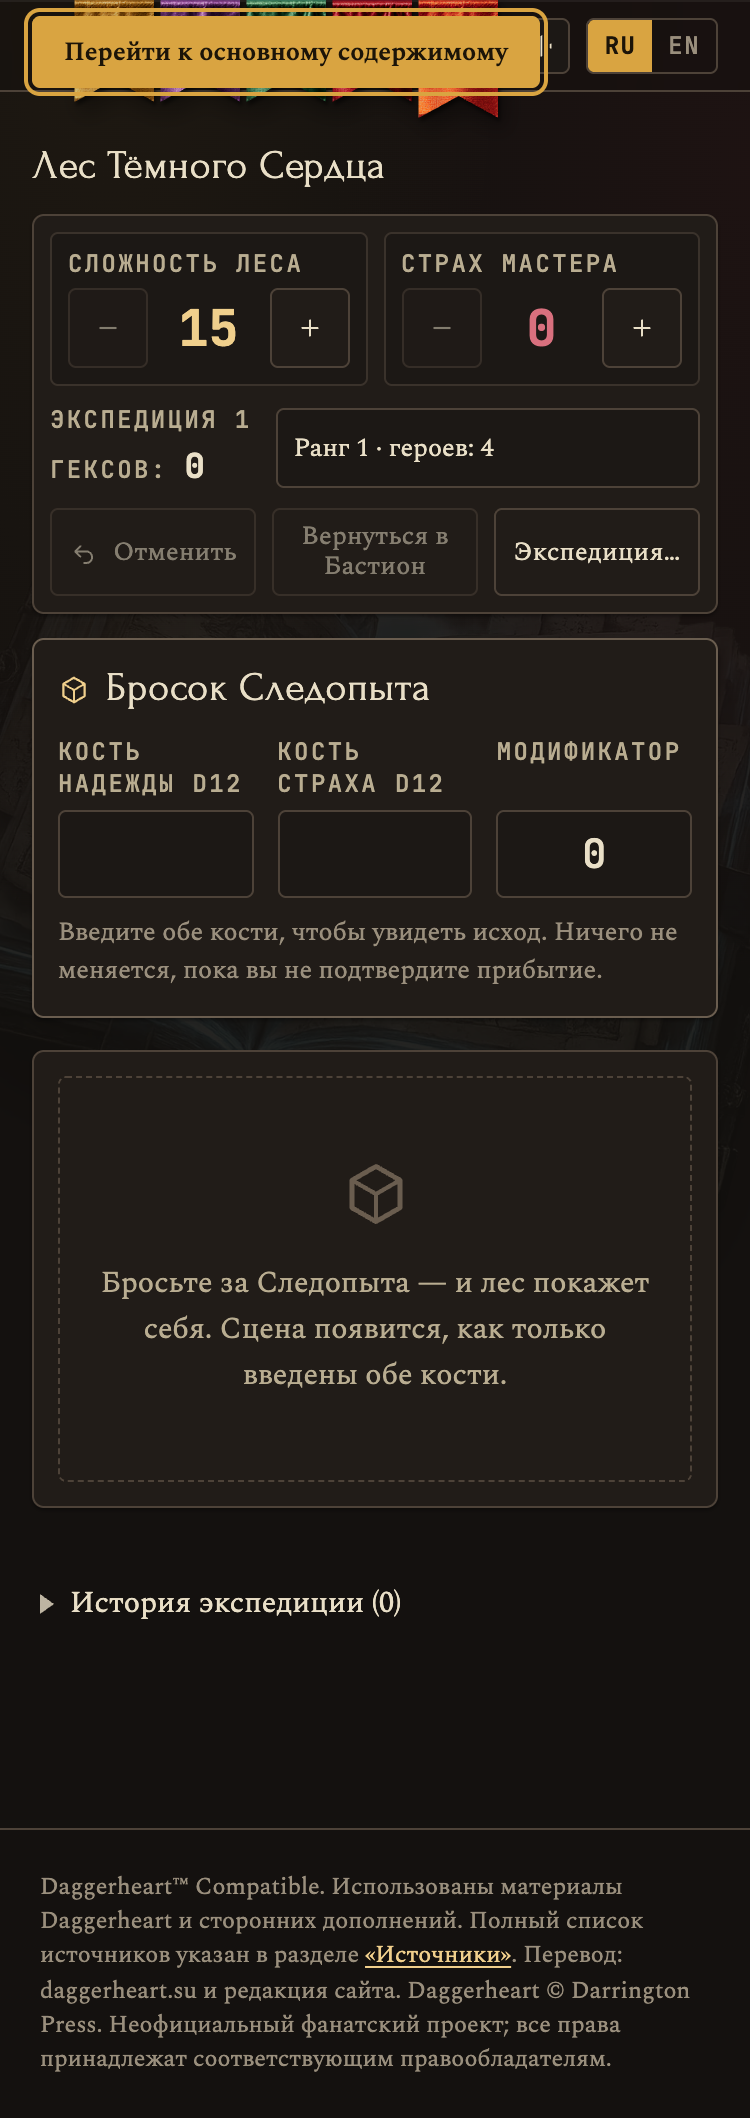 Перейти к основному содержимому
RU EN
Лес Тёмного Сердца
СЛОЖНОСТЬ ЛЕСА
СТРАХ МАСТЕРА
− 15 +
− 0 +
ЭКСПЕДИЦИЯ 1
ГЕКСОВ: 0
Ранг 1 · героев: 4
Отменить
Вернуться в
Бастион
Экспедиция…
Бросок Следопыта
КОСТЬ
НАДЕЖДЫ D12
КОСТЬ
СТРАХА D12
МОДИФИКАТОР
0
Введите обе кости, чтобы увидеть исход. Ничего не
меняется, пока вы не подтвердите прибытие.
Бросьте за Следопыта — и лес покажет
себя. Сцена появится, как только
введены обе кости.
История экспедиции (0)
Daggerheart™ Compatible. Использованы материалы
Daggerheart и сторонних дополнений. Полный список
источников указан в разделе «Источники». Перевод:
daggerheart.su и редакция сайта. Daggerheart © Darrington
Press. Неофициальный фанатский проект; все права
принадлежат соответствующим правообладателям.